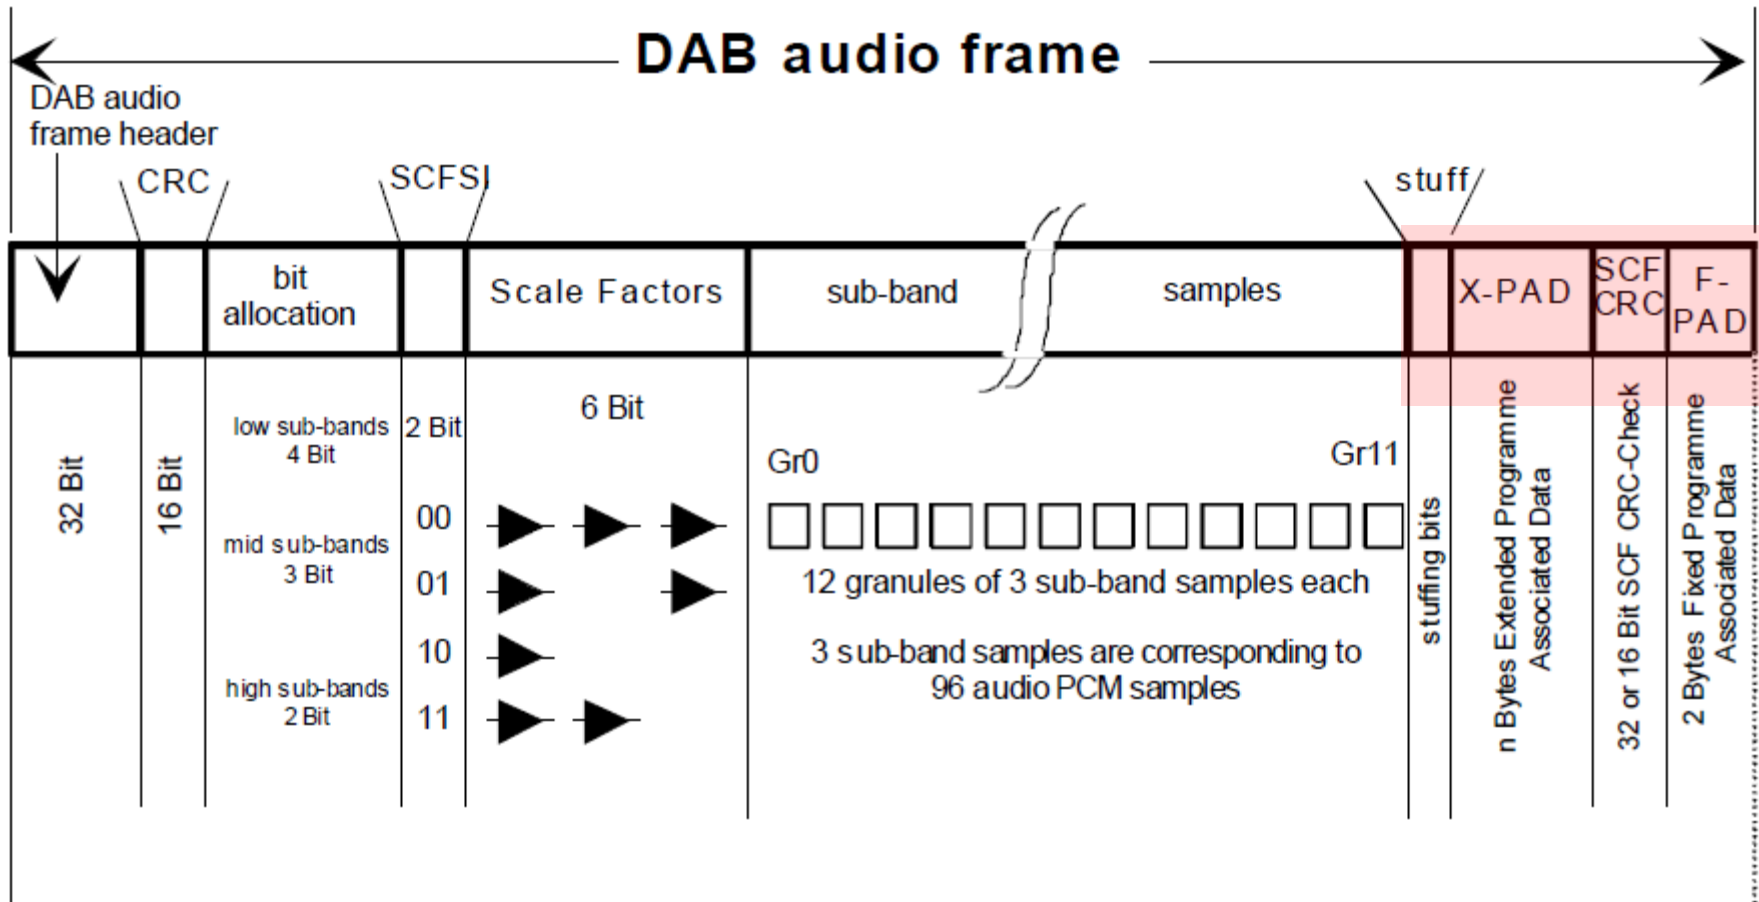 DAB audio frame
DAB audio
frame header
CRC
SCFSI
stuff
bit
allocation
Scale Factors
sub-band
samples
X-PAD
SCF
CRC
F-
PAD
32 Bit
16 Bit
low sub-bands
4 Bit
mid sub-bands
3 Bit
high sub-bands
2 Bit
2 Bit
00
01
10
11
6 Bit
Gr0
Gr11
12 granules of 3 sub-band samples each
3 sub-band samples are corresponding to
96 audio PCM samples
stuffing bits
n Bytes Extended Programme
Associated Data
32 or 16 Bit SCF CRC-Check
2 Bytes Fixed Programme
Associated Data